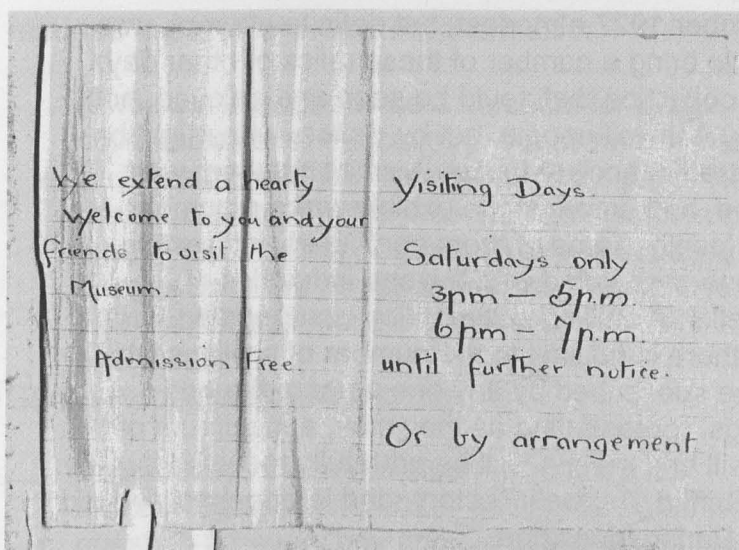 We extend a hearty
Welcome to you and your
friends to visit the
Museum.
Admission Free.
Visiting Days.
Saturdays only
3pm — 5p.m.
6pm — 7p.m.
until further notice.
Or by arrangement